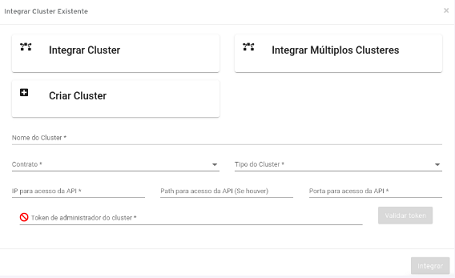 Integrar Cluster Existente
×
Integrar Cluster
Integrar Múltiplos Clusteres
Criar Cluster
Nome do Cluster *
Contrato *
Tipo do Cluster *
IP para acesso da API *
Path para acesso da API (Se houver)
Porta para acesso da API *
Token de administrador do cluster *
Validar token
Integrar